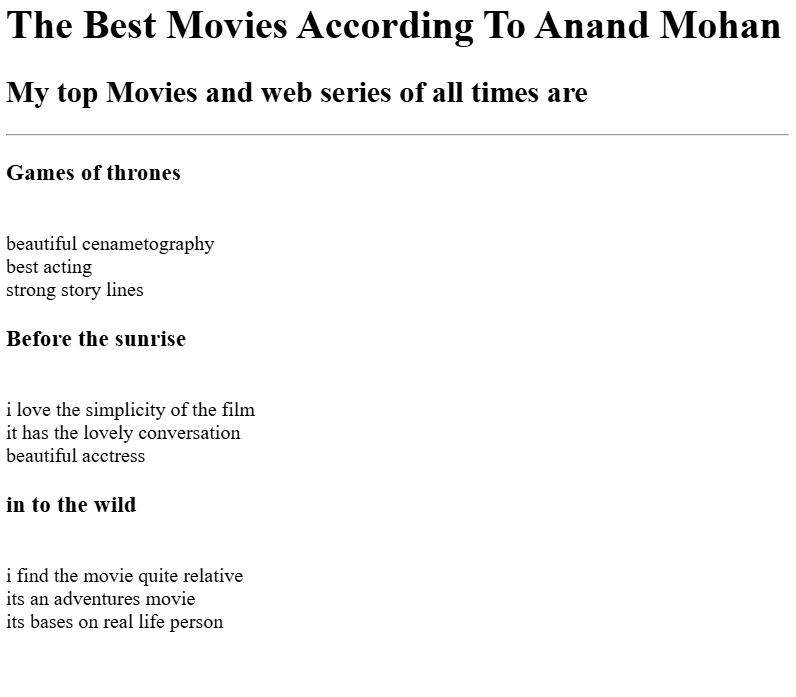 The Best Movies According To Anand Mohan
My top Movies and web series of all times are
Games of thrones
beautiful cenametography
best acting
strong story lines
Before the sunrise
i love the simplicity of the film
it has the lovely conversation
beautiful acctress
in to the wild
i find the movie quite relative
its an adventures movie
its bases on real life person